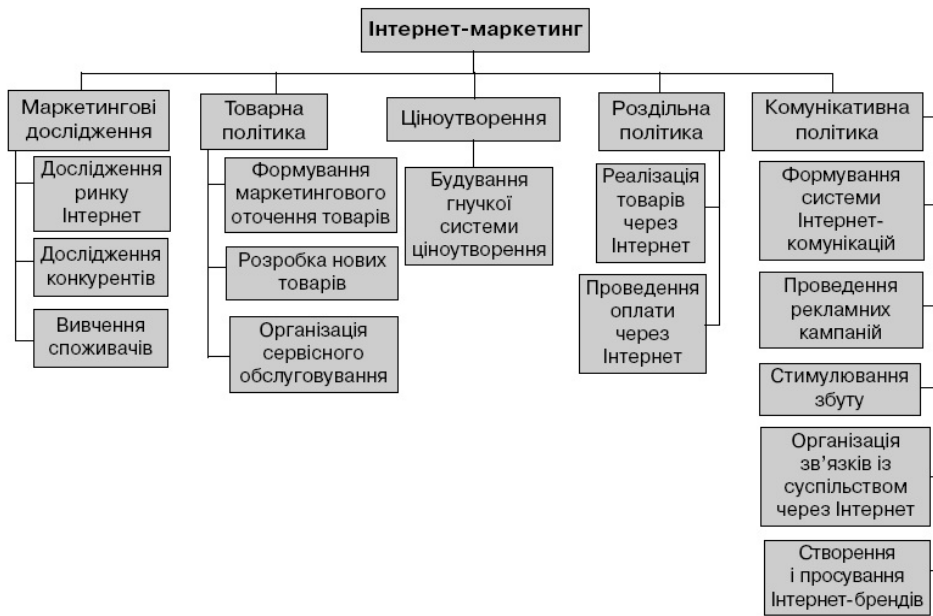 Інтернет-маркетинг
Маркетингові
дослідження
Дослідження
ринку
Інтернет
Дослідження
конкурентів
Вивчення
споживачів
Товарна
політика
Формування
маркетингового
оточення товарів
Розробка нових
товарів
Організація
сервісного
обслуговування
Ціноутворення
Будування
гнучкої
системи
ціноутворення
Роздільна
політика
Реалізація
товарів
через
Інтернет
Проведення
оплати
через
Інтернет
Комунікативна
політика
Формування
системи
Інтернет-
комунікацій
Проведення
рекламних
кампаній
Стимулювання
збуту
Організація
зв’язків із
суспільством
через Інтернет
Створення
і просування
Інтернет-брендів